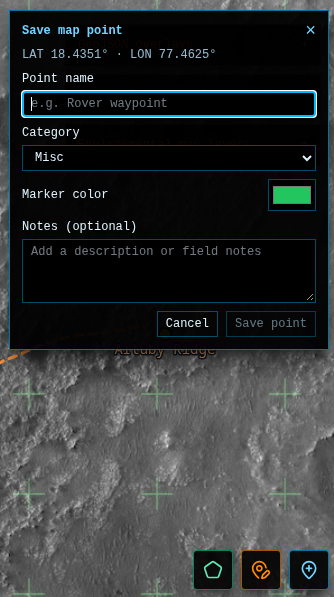 Save map point
×
LAT 18.4351° · LON 77.4625°
Point name
e.g. Rover waypoint
Category
Misc
Marker color
Notes (optional)
Add a description or field notes
Cancel
Save point
Ridge